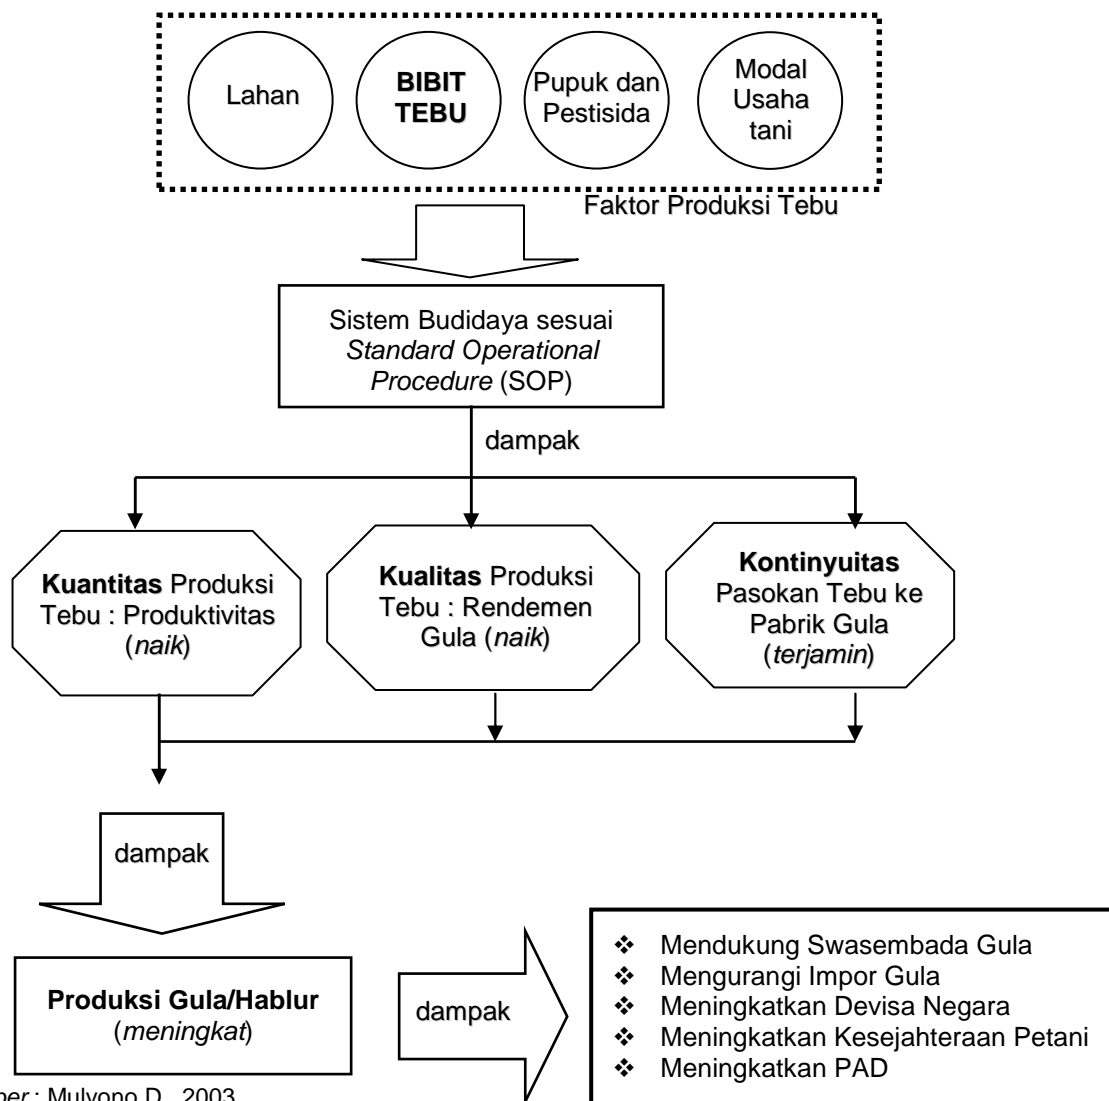 Lahan
BIBIT
TEBU
Pupuk dan
Pestisida
Modal
Usaha
tani
Faktor Produksi Tebu
Sistem Budidaya sesuai
Standard Operational
Procedure (SOP)
dampak
Kuantitas Produksi
Tebu : Produktivitas
(naik)
Kualitas Produksi
Tebu : Rendemen
Gula (naik)
Kontinyuitas
Pasokan Tebu ke
Pabrik Gula
(terjamin)
dampak
Produksi Gula/Hablur
(meningkat)
dampak
❖ Mendukung Swasembada Gula
❖ Mengurangi Impor Gula
❖ Meningkatkan Devisa Negara
❖ Meningkatkan Kesejahteraan Petani
❖ Meningkatkan PAD
: Mulyono D., 2003